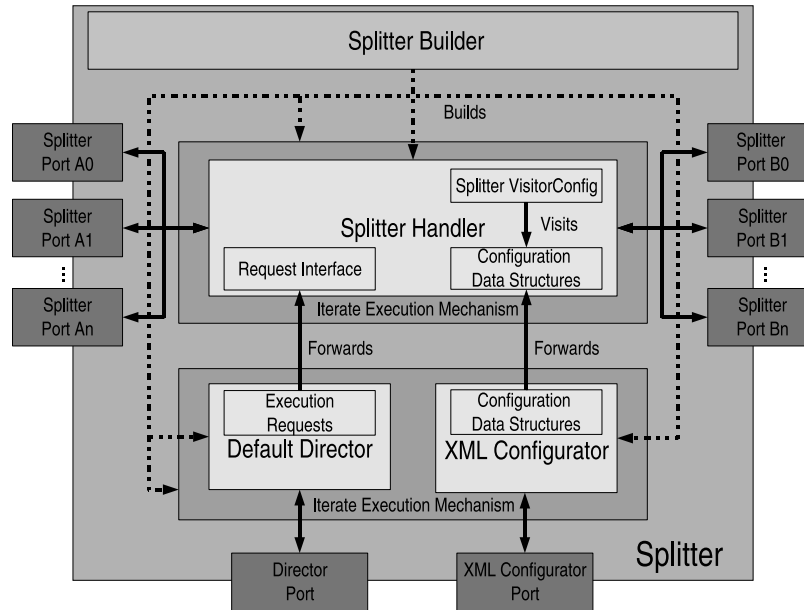 Splitter Builder
Builds
Splitter
Port A0
Splitter
Port A1
Splitter
Port An
Splitter
Port B0
Splitter
Port B1
Splitter
Port Bn
Splitter VisitorConfig
Splitter Handler
Visits
Request Interface
Configuration
Data Structures
Iterate Execution Mechanism
Forwards
Forwards
Execution
Requests
Default Director
Configuration
Data Structures
XML Configurator
Iterate Execution Mechanism
Splitter
Director
Port
XML Configurator
Port